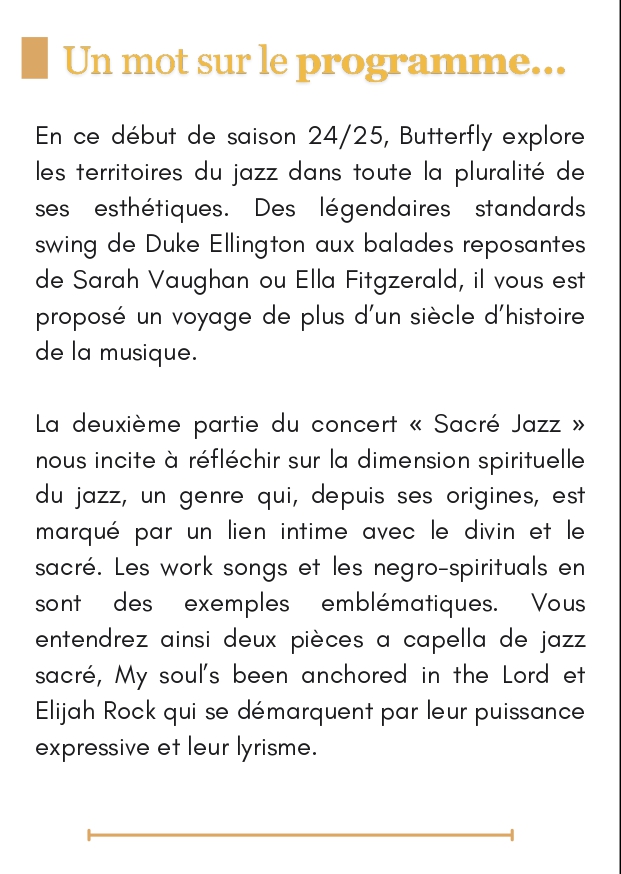 Un mot sur le programme...
En ce début de saison 24/25, Butterfly explore
les territoires du jazz dans toute la pluralité de
ses esthétiques. Des légendaires standards
swing de Duke Ellington aux balades reposantes
de Sarah Vaughan ou Ella Fitgzerald, il vous est
proposé un voyage de plus d'un siècle d'histoire
de la musique.
La deuxième partie du concert « Sacré Jazz »
nous incite à réfléchir sur la dimension spirituelle
du jazz, un genre qui, depuis ses origines, est
marqué par un lien intime avec le divin et le
sacré. Les work songs et les negro-spirituals en
sont des exemples emblématiques. Vous
entendrez ainsi deux pièces a capella de jazz
sacré, My soul's been anchored in the Lord et
Elijah Rock qui se démarquent par leur puissance
expressive et leur lyrisme.